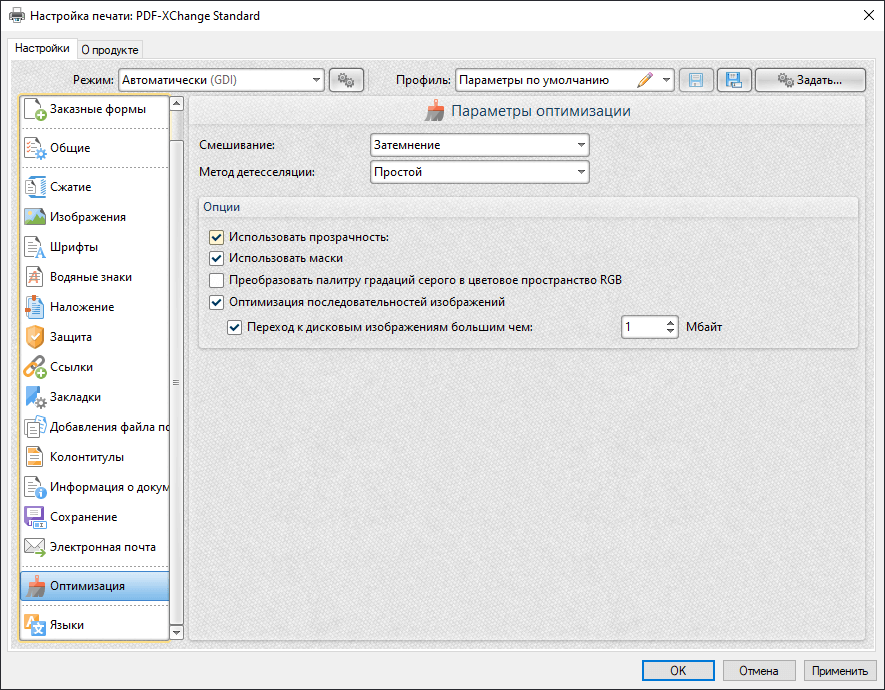 Настройка печати: PDF-XChange Standard
Настройки О продукте
Режим: Автоматически (GDI) Профиль: Параметры по умолчанию Задать...
Заказные формы
Общие
Сжатие
Изображения
Шрифты
Водяные знаки
Наложение
Защита
Ссылки
Закладки
Добавления файла по
Колонтитулы
Информация о докум
Сохранение
Электронная почта
Оптимизация
Языки
Параметры оптимизации
Смешивание: Затемнение
Метод детесселяции: Простой
Опции
Использовать прозрачность:
Использовать маски
Преобразовать палитру градаций серого в цветовое пространство RGB
Оптимизация последовательностей изображений
Переход к дисковым изображениям большим чем: 1 Мбайт
OK Отмена Применить